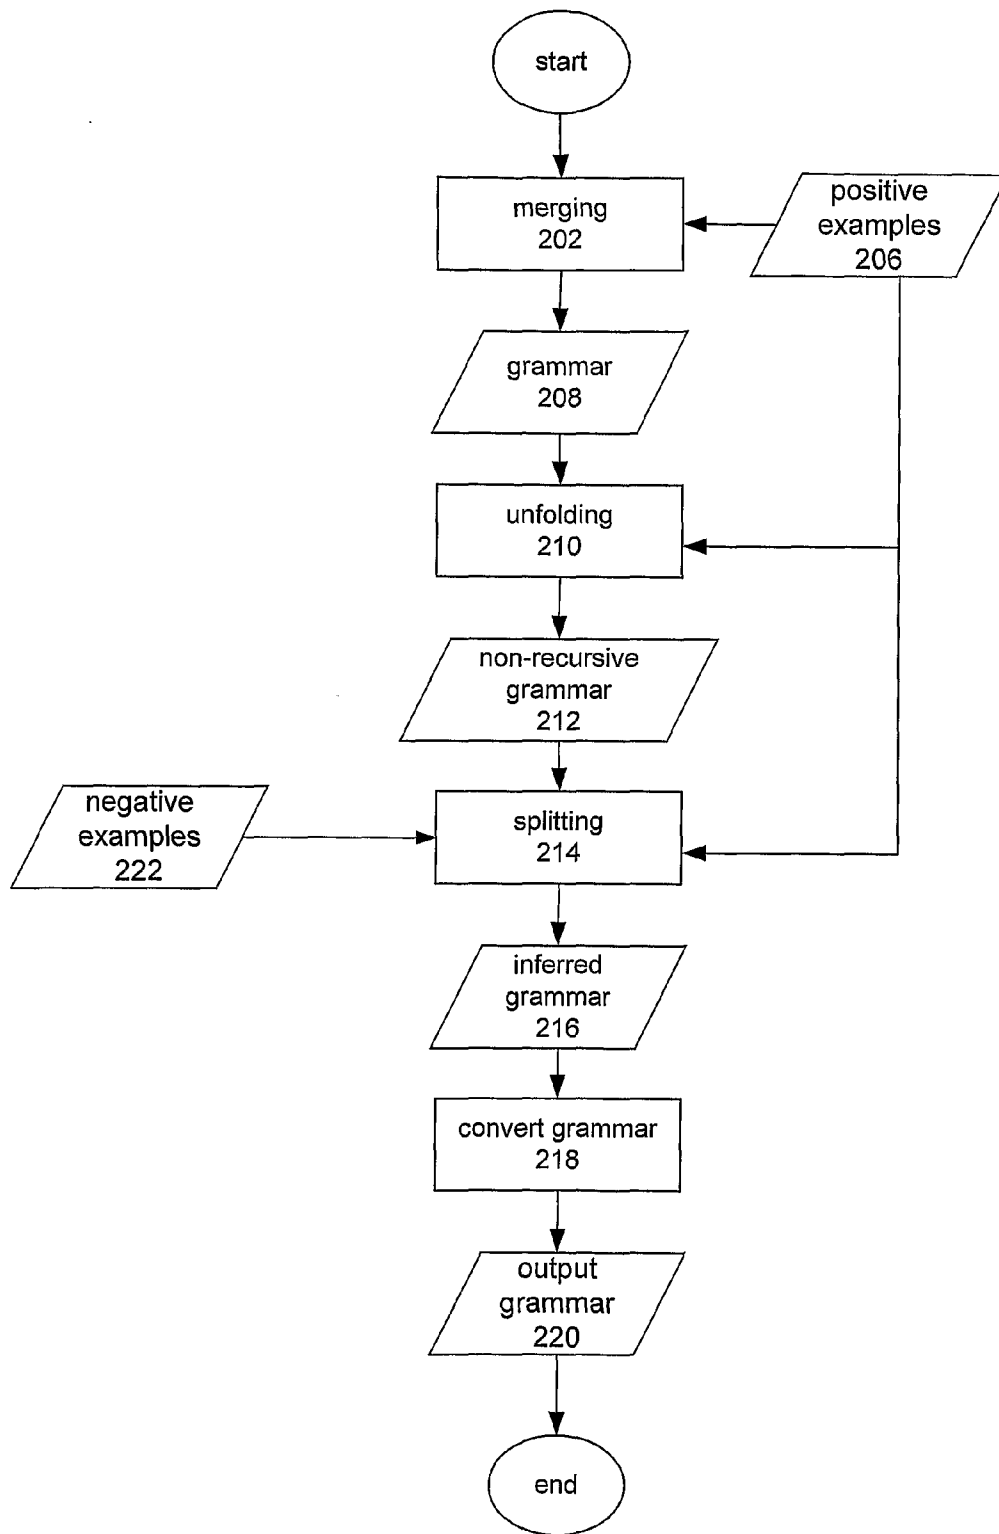 start
merging
202
positive
examples
206
grammar
208
unfolding
210
non-recursive
grammar
212
negative
examples
222
splitting
214
inferred
grammar
216
convert grammar
218
output
grammar
220
end